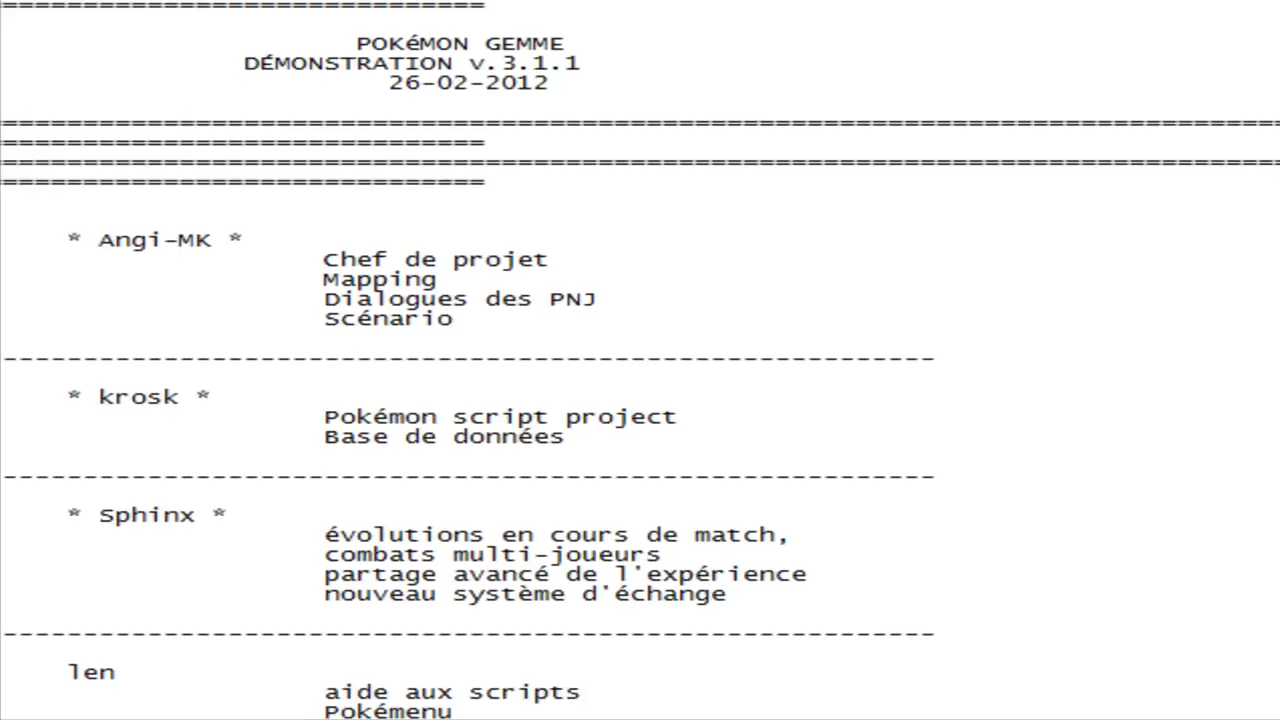 ==============================
POKéMON GEMME
DÉMONSTRATION v.3.1.1
26-02-2012
================================================================================
==============================
================================================================================
==============================
* Angi-MK *
Chef de projet
Mapping
Dialogues des PNJ
Scénario
----------------------------------------------------------
* krosk *
Pokémon script project
Base de données
----------------------------------------------------------
* Sphinx *
évolutions en cours de match,
combats multi-joueurs
partage avancé de l'expérience
nouveau système d'échange
----------------------------------------------------------
len
aide aux scripts
Pokémenu